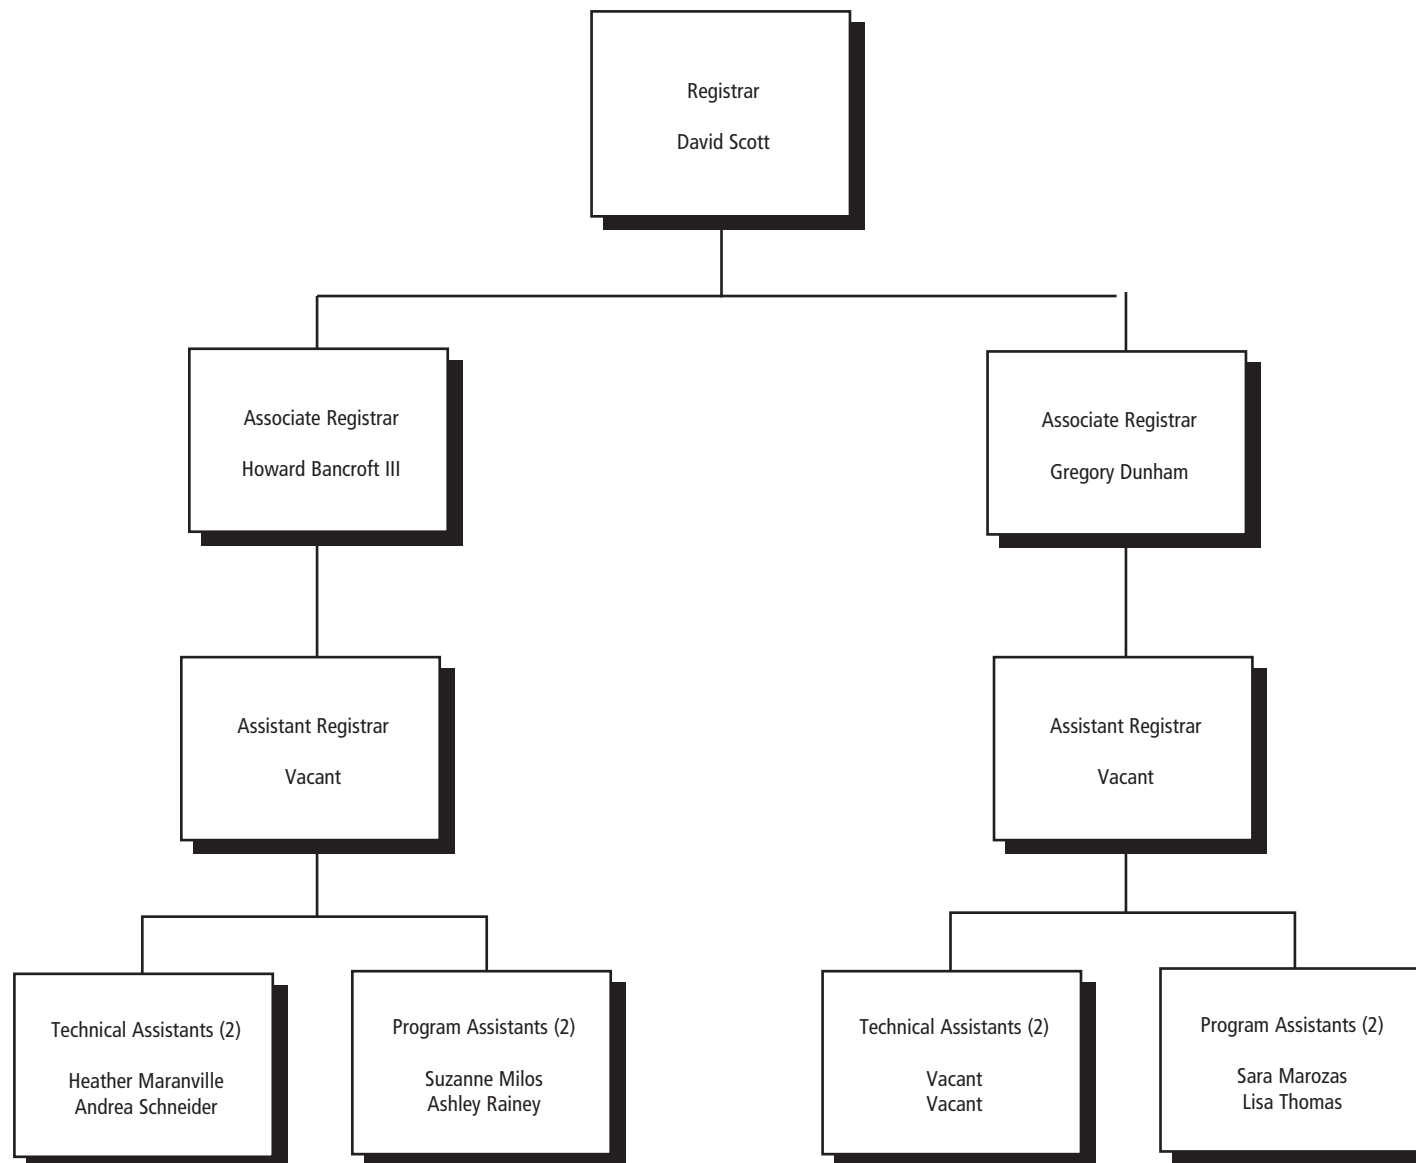 Registrar
David Scott
Associate Registrar
Howard Bancroft III
Associate Registrar
Gregory Dunham
Assistant Registrar
Vacant
Assistant Registrar
Vacant
Technical Assistants (2)
Heather Maranville
Andrea Schneider
Program Assistants (2)
Suzanne Milos
Ashley Rainey
Technical Assistants (2)
Vacant
Vacant
Program Assistants (2)
Sara Marozas
Lisa Thomas